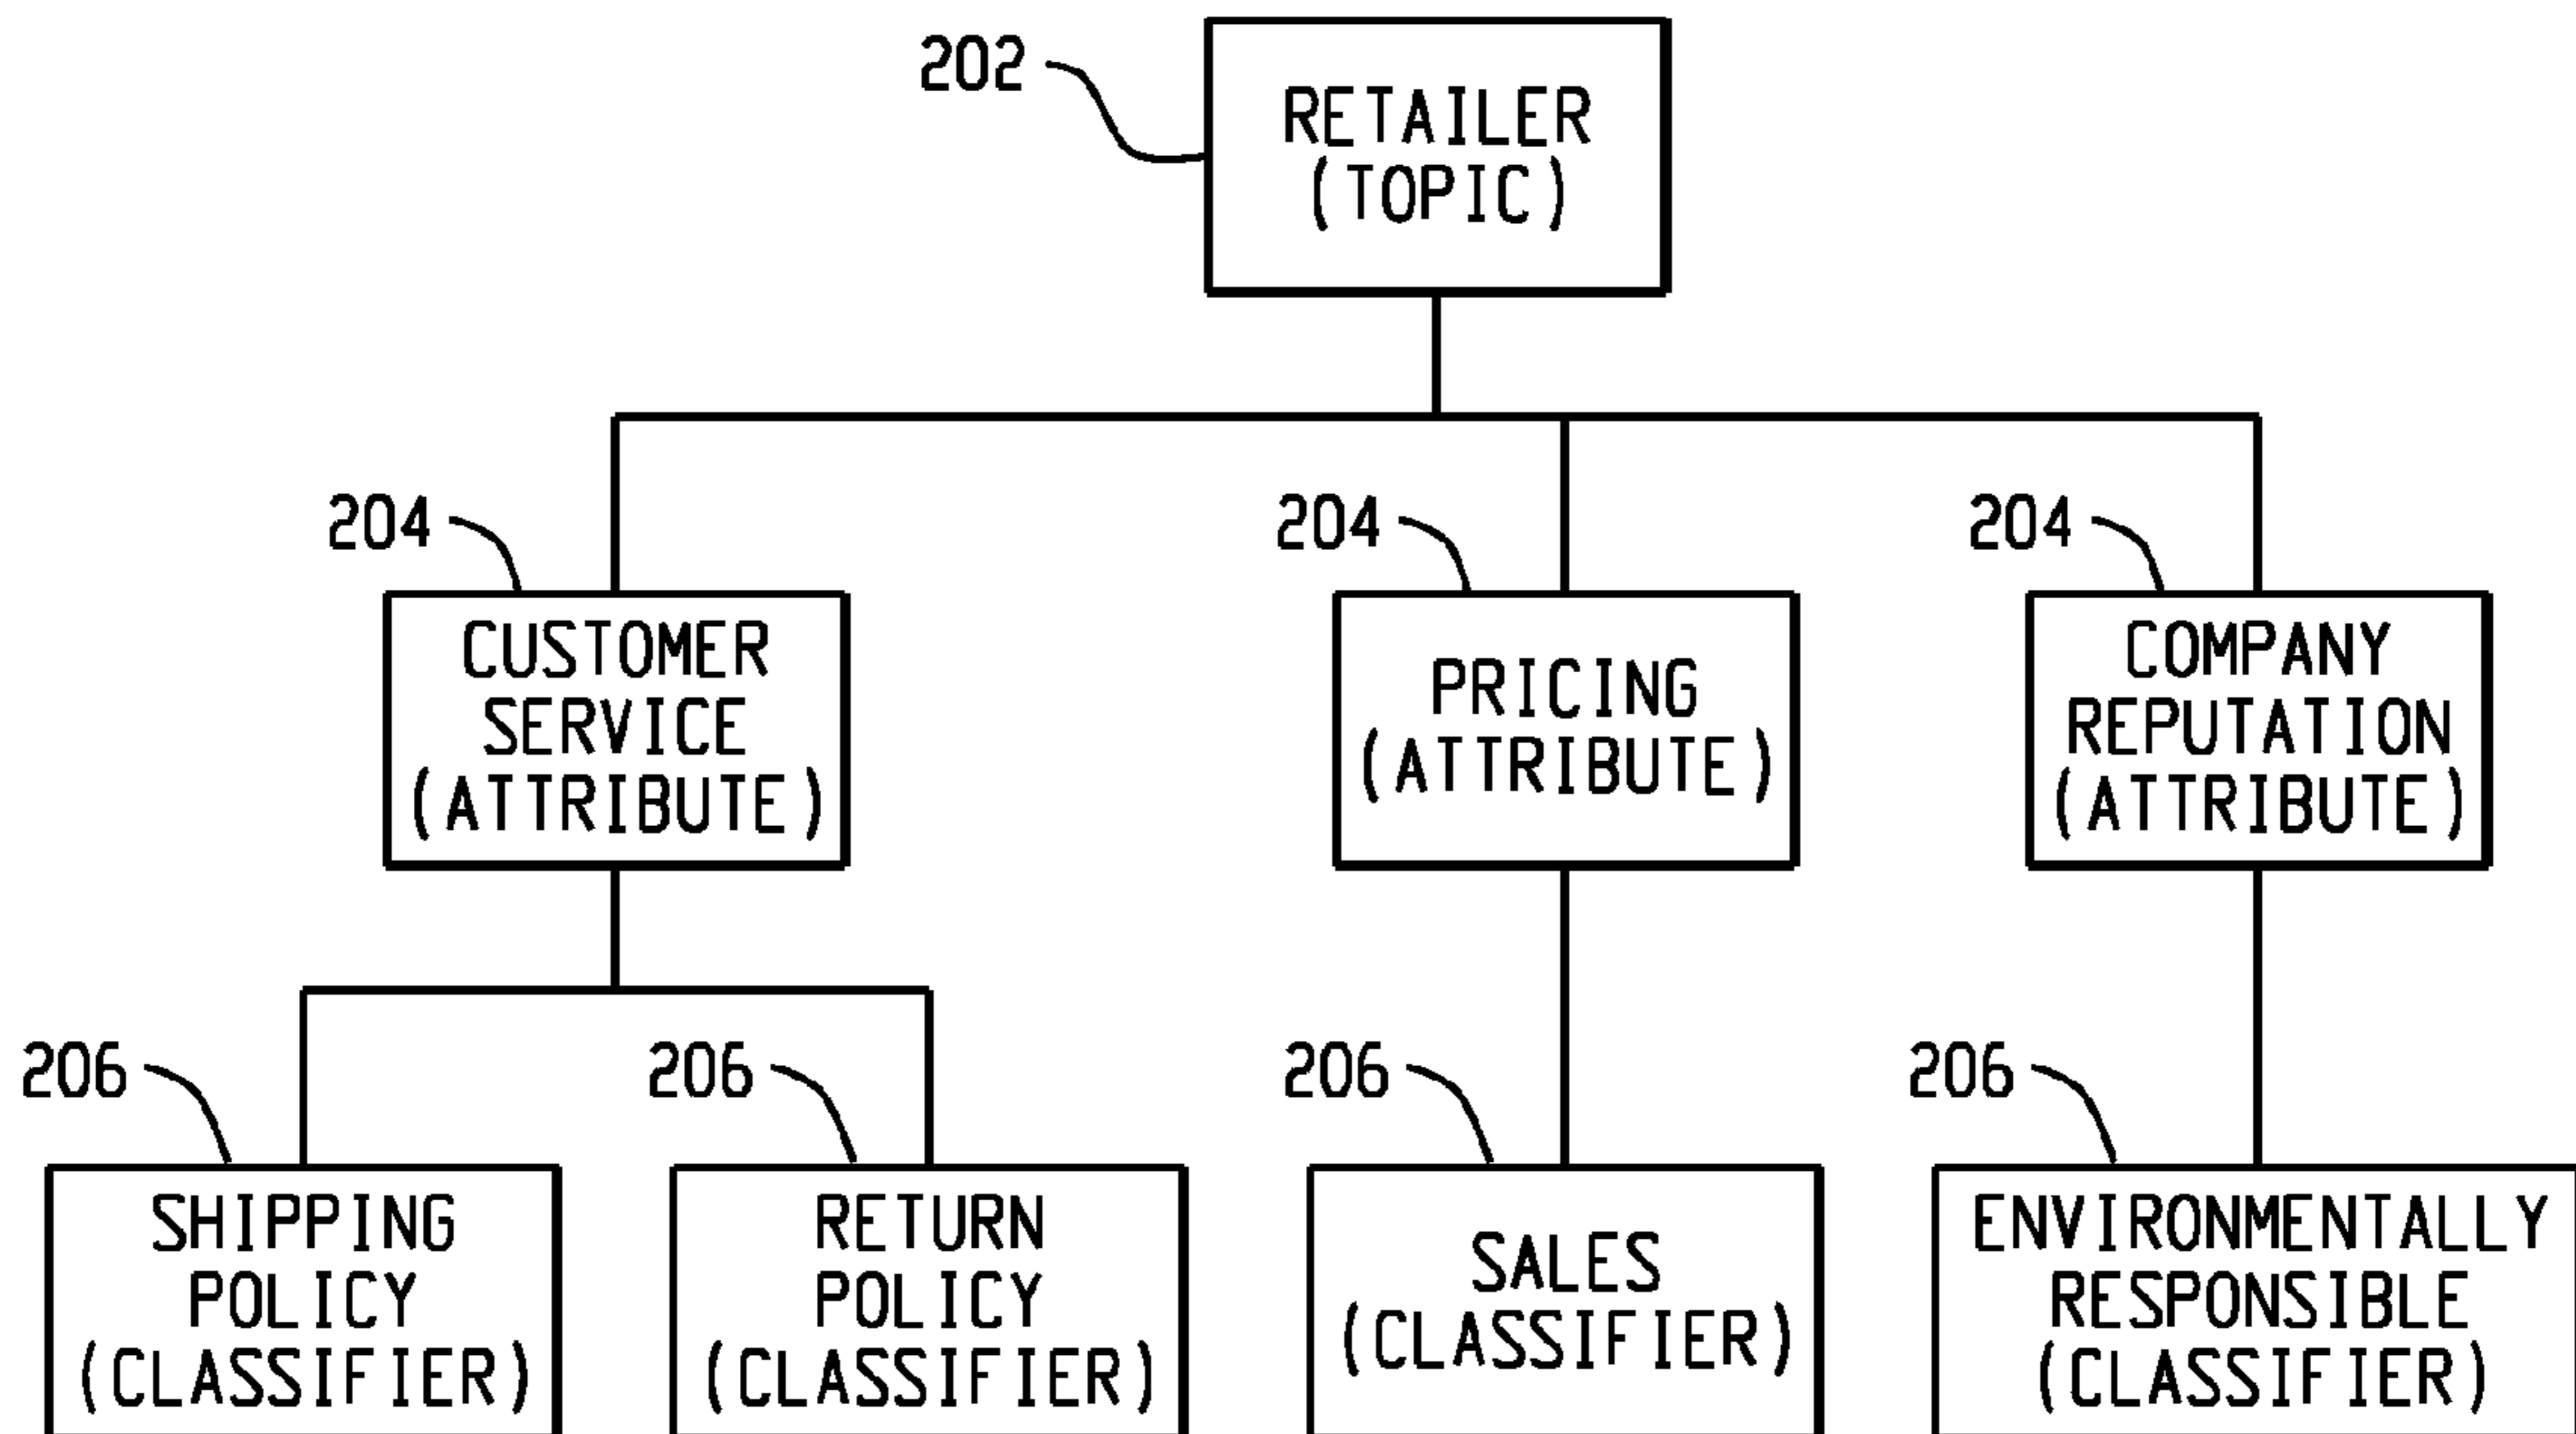 202
RETAILER
(TOPIC)
204
CUSTOMER
SERVICE
(ATTRIBUTE)
204
PRICING
(ATTRIBUTE)
204
COMPANY
REPUTATION
(ATTRIBUTE)
206
SHIPPING
POLICY
(CLASSIFIER)
206
RETURN
POLICY
(CLASSIFIER)
206
SALES
(CLASSIFIER)
206
ENVIRONMENTALLY
RESPONSIBLE
(CLASSIFIER)